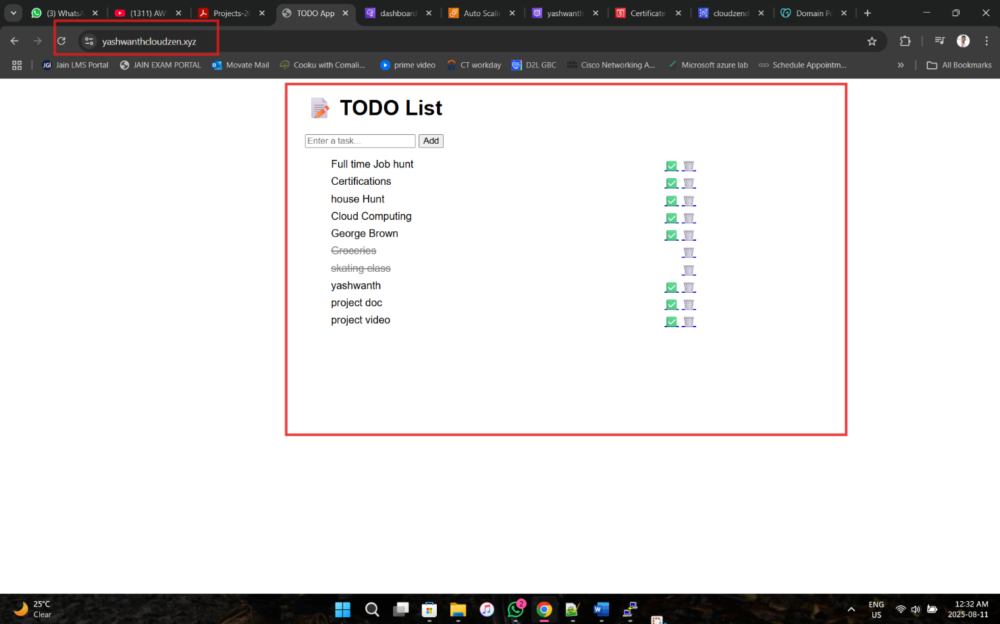 (3) WhatsA
(1311) AW
Projects-20
TODO App
dashboard
Auto Scalin
yashwanth
Certificate
cloudzend
Domain Po
yashwanthcloudzen.xyz
JGI Jain LMS Portal
JAIN EXAM PORTAL
Movate Mail
Cooku with Comali...
prime video
CT workday
D2L GBC
Cisco Networking A...
Microsoft azure lab
Schedule Appointm...
All Bookmarks
TODO List
Enter a task... Add
Full time Job hunt
Certifications
house Hunt
Cloud Computing
George Brown
Groceries
skating class
yashwanth
project doc
project video
25°C
Clear
2
ENG
US
12:32 AM
2025-08-11